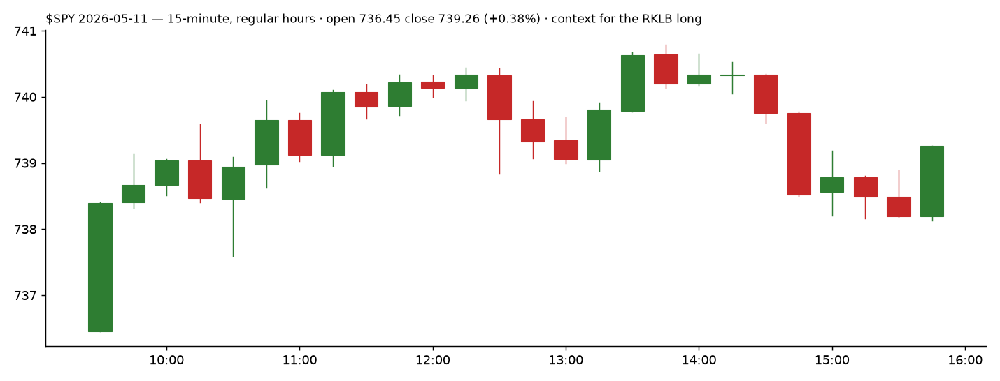 $SPY 2026-05-11 — 15-minute, regular hours · open 736.45 close 739.26 (+0.38%) · context for the RKLB long
741
740
739
738
737
10:00 11:00 12:00 13:00 14:00 15:00 16:00